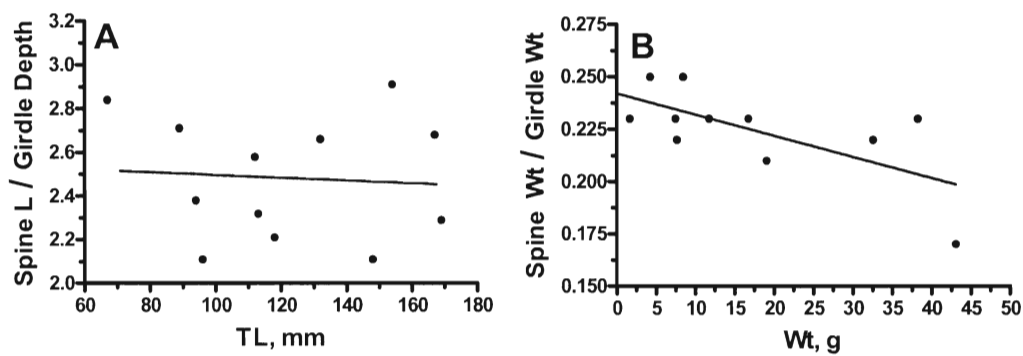 A
Spine L / Girdle Depth
3.2
3.0
2.8
2.6
2.4
2.2
2.0
60 80 100 120 140 160 180
TL, mm
B
Spine Wt / Girdle Wt
0.275
0.250
0.225
0.200
0.175
0.150
0 5 10 15 20 25 30 35 40 45 50
Wt, g